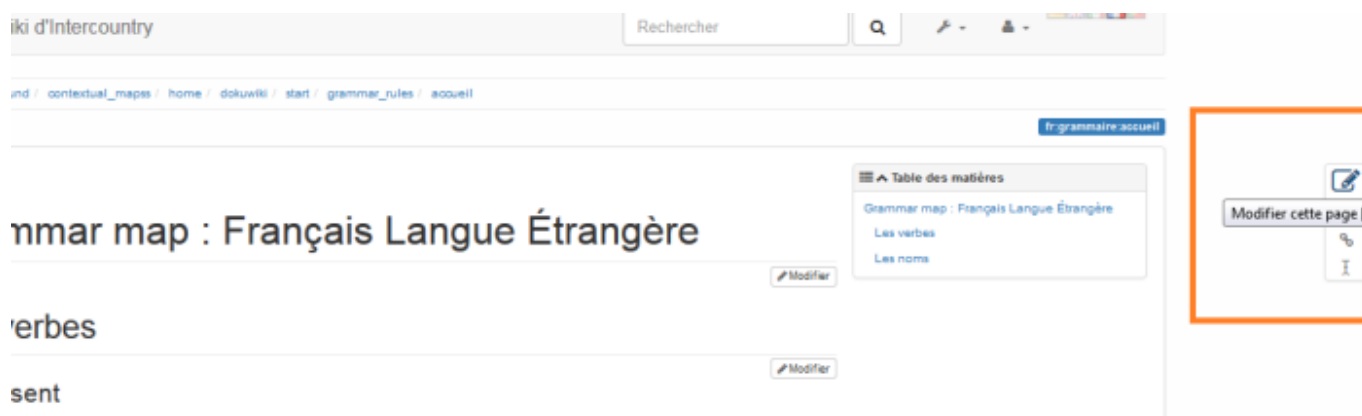 iki d'Intercountry
Rechercher
und / contextual_mapss / home / dokuwiki / start / grammar_rules / accueil
fr:grammaire:accueil
Table des matières
Grammar map : Français Langue Étrangère
Les verbes
Les noms
Modifier cette page
mmar map : Français Langue Étrangère
Modifier
verbes
Modifier
sent